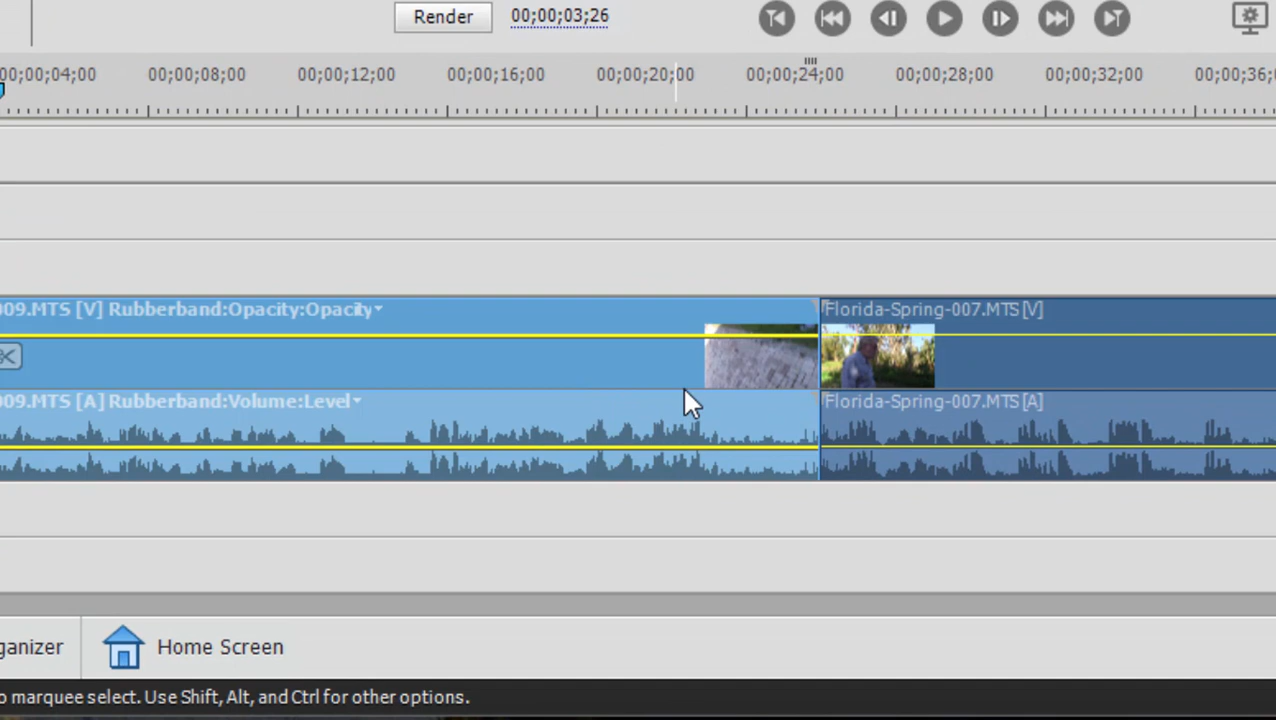 Render 00;00;03;26
00;00;04;00 00;00;08;00 00;00;12;00 00;00;16;00 00;00;20;00 00;00;24;00 00;00;28;00 00;00;32;00 00;00;36;0
009.MTS [V] Rubberband:Opacity:Opacity Florida-Spring-007.MTS[V]
009.MTS [A] Rubberband:Volume:Level Florida-Spring-007.MTS[A]
ganizer Home Screen
o marquee select. Use Shift, Alt, and Ctrl for other options.